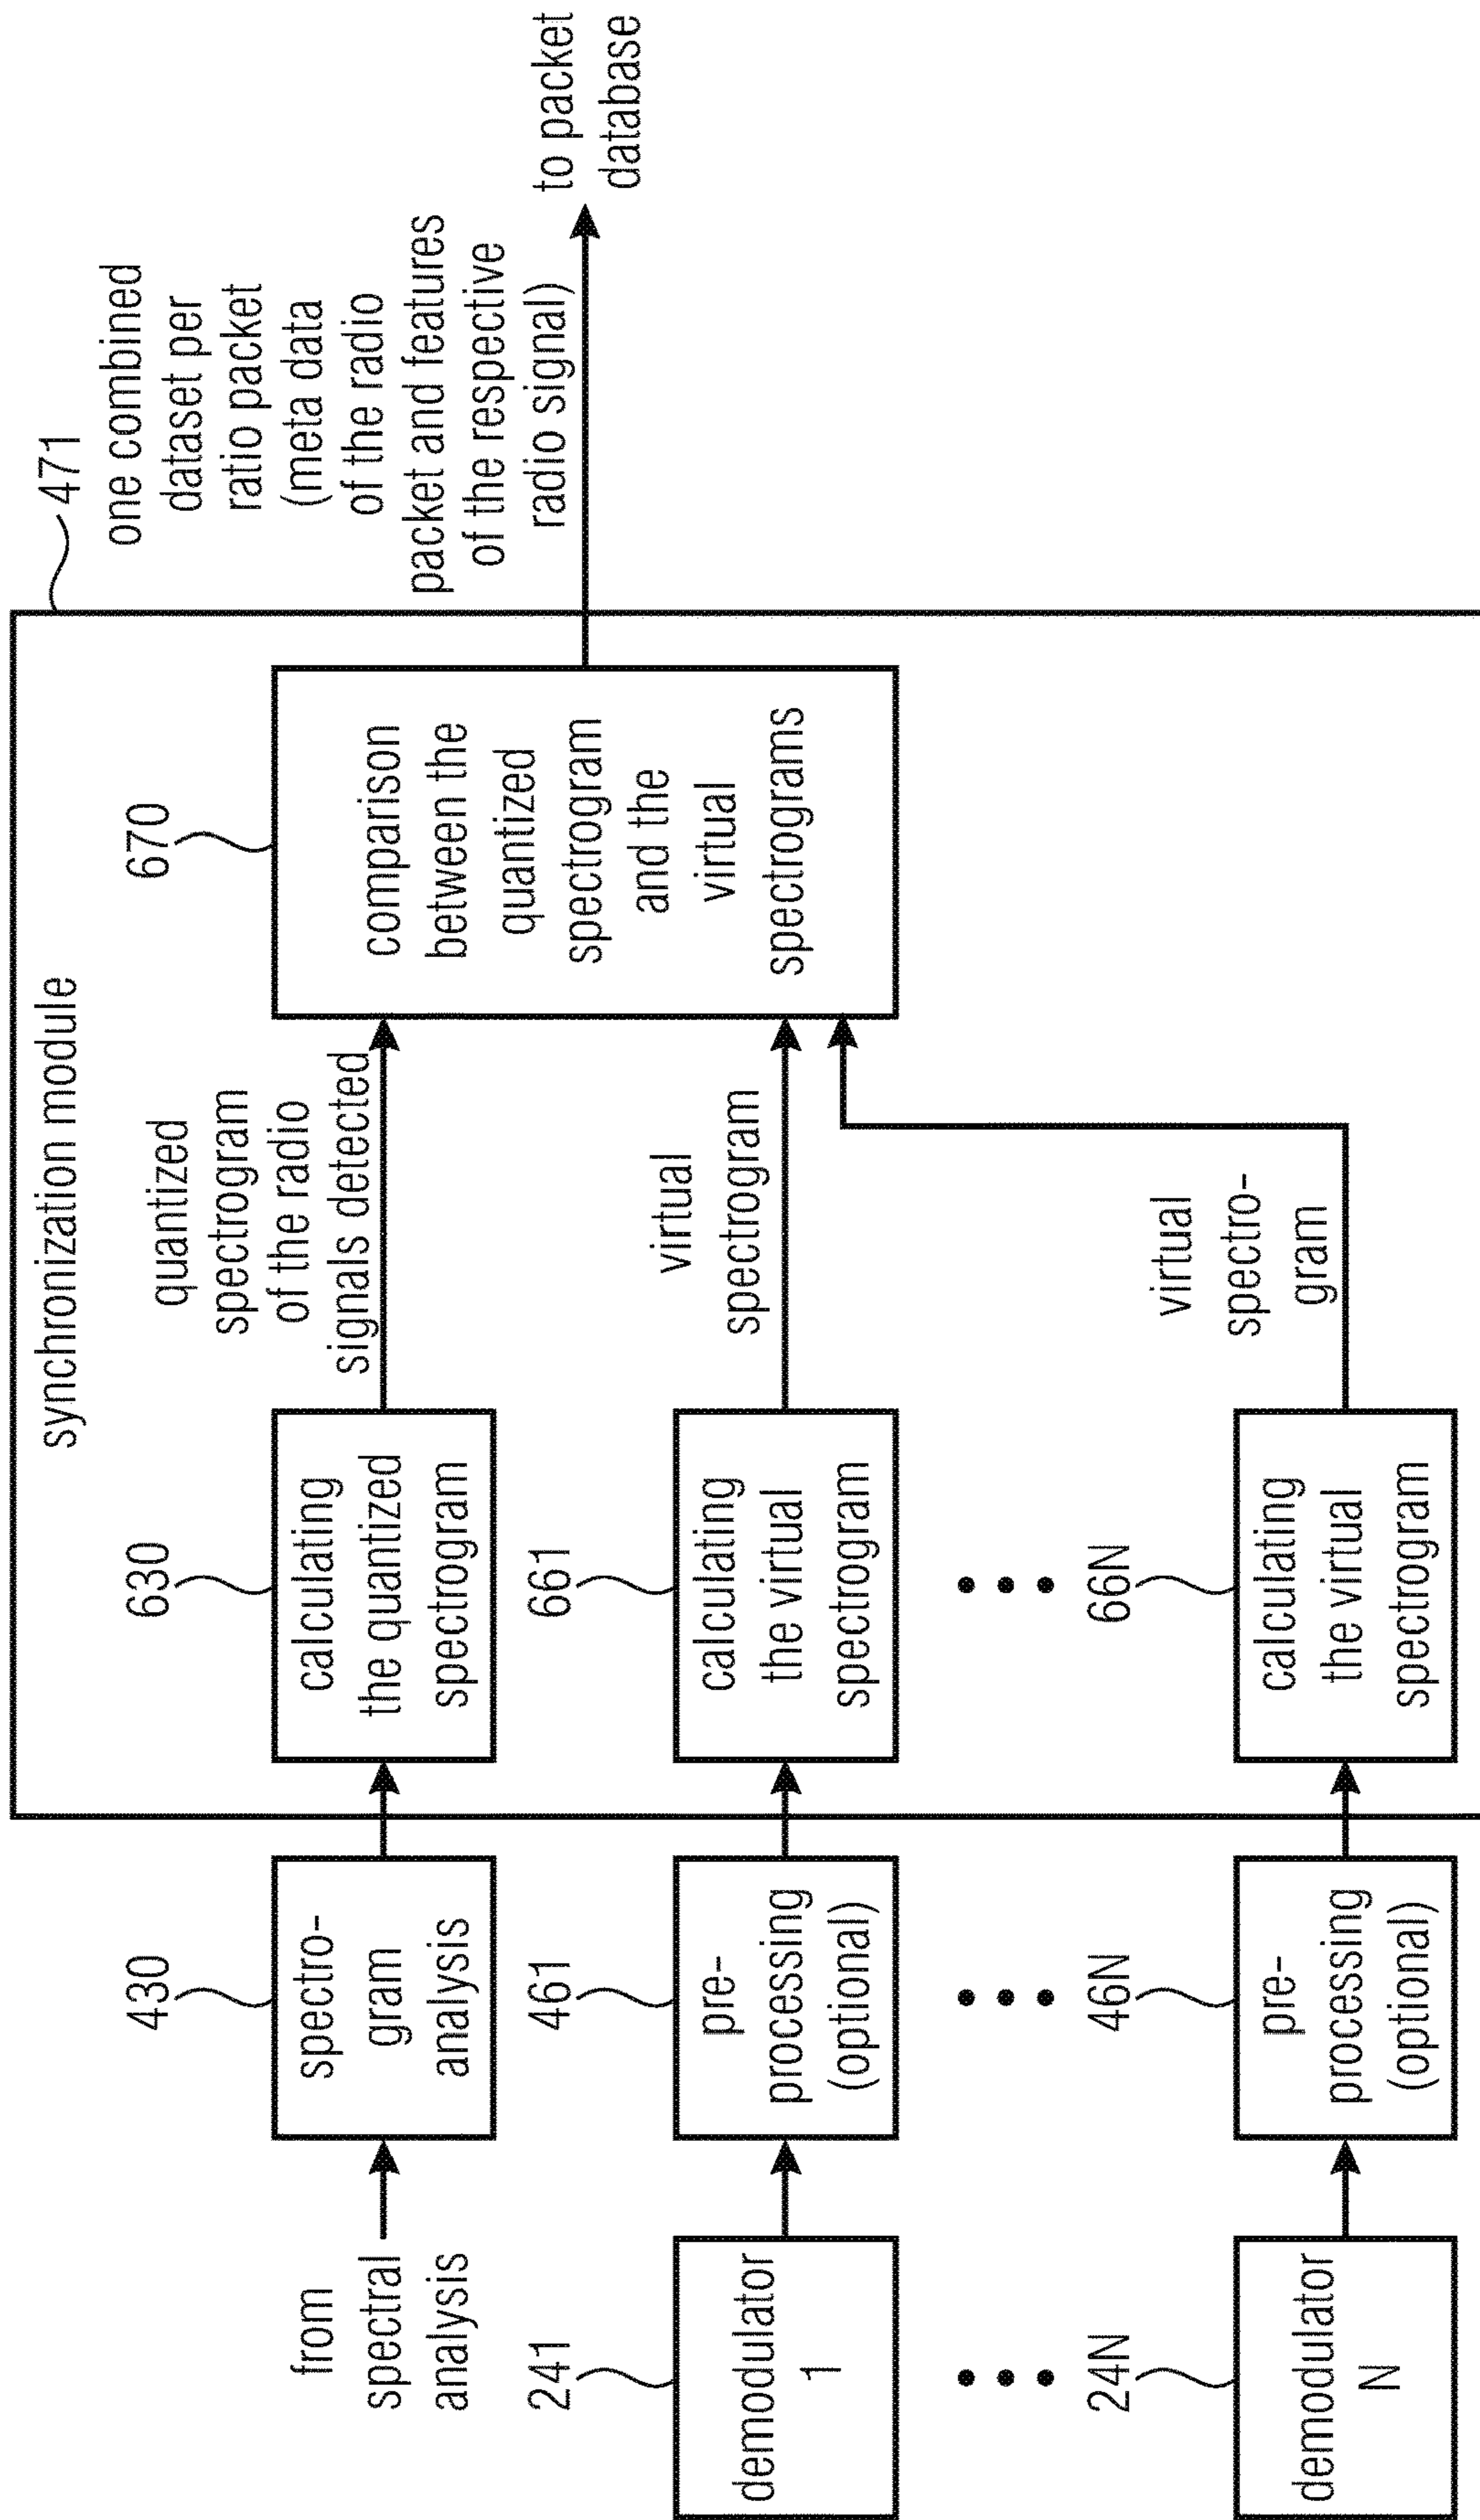 synchronization module
471
one combined
dataset per
ratio packet
(meta data
of the radio
packet and features
of the respective
radio signal)
to packet
database
from
spectral
analysis
430
spectro-
gram
analysis
630
calculating
the quantized
spectrogram
quantized
spectrogram
of the radio
signals detected
670
comparison
between the
quantized
spectrogram
and the
virtual
spectrograms
241
demodulator
1
461
pre-
processing
(optional)
661
calculating
the virtual
spectrogram
virtual
spectrogram
24N
demodulator
N
46N
pre-
processing
(optional)
66N
calculating
the virtual
spectrogram
virtual
spectro-
gram